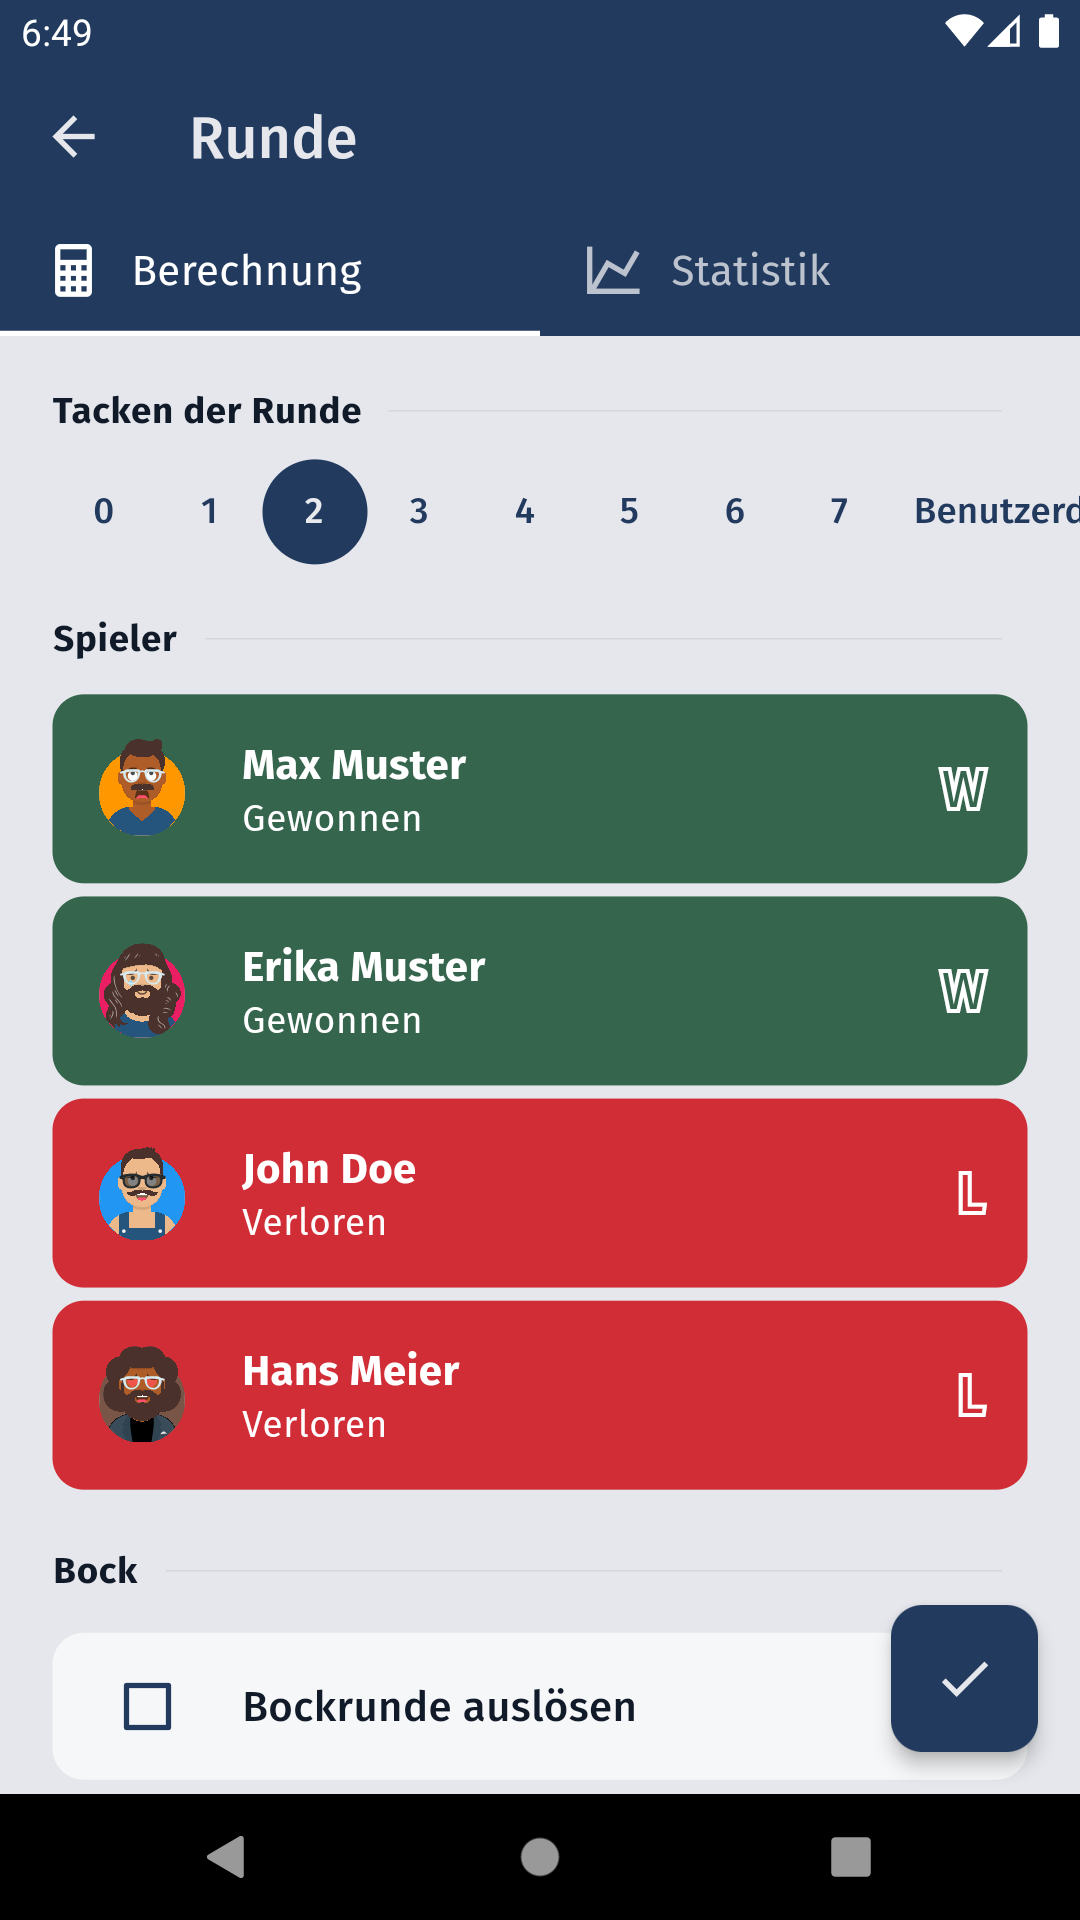 6:49
Runde
Berechnung
Statistik
Tacken der Runde
0 1 2 3 4 5 6 7 Benutzerd
Spieler
Max Muster
Gewonnen
W
Erika Muster
Gewonnen
W
John Doe
Verloren
L
Hans Meier
Verloren
L
Bock
Bockrunde auslösen